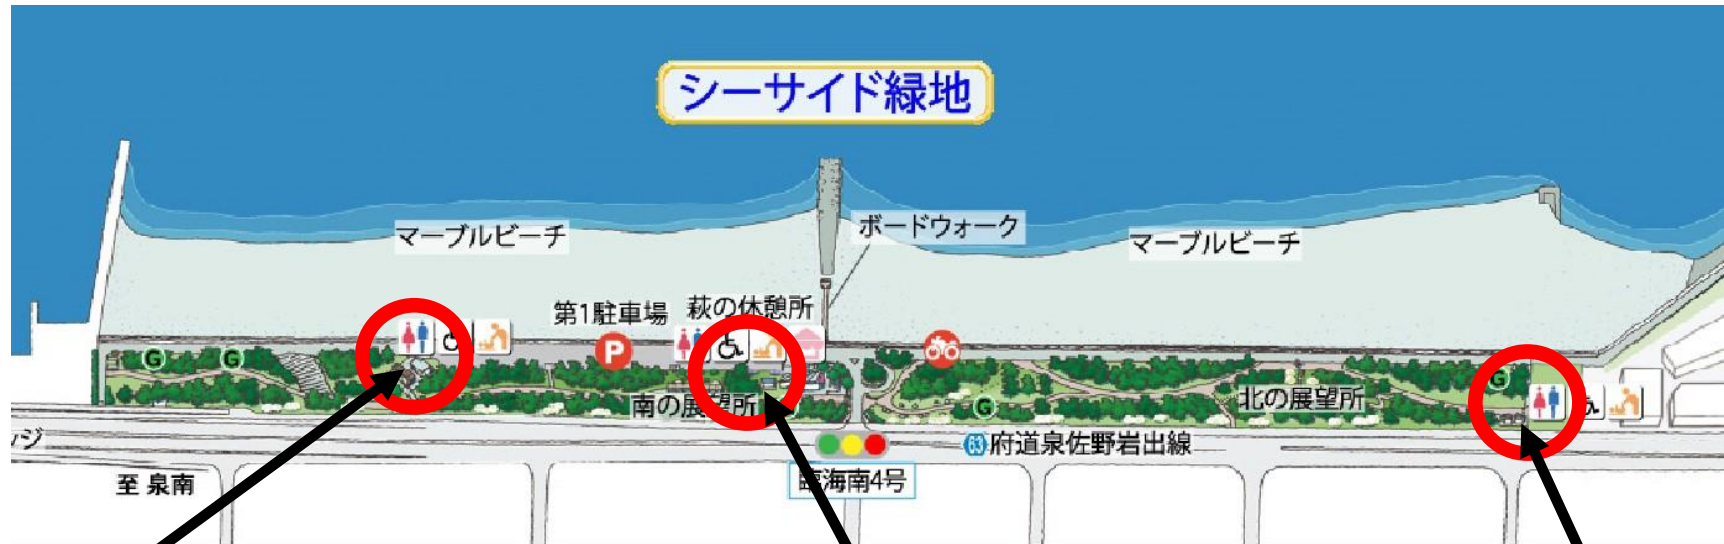 シーサイド緑地
マーブルビーチ
ボードウォーク
マーブルビーチ
第1駐車場
萩の休憩所
P
G
G
G
南の展望所
北の展望所
G
ッジ
63 府道泉佐野岩出線
至 泉南
臨海南4号